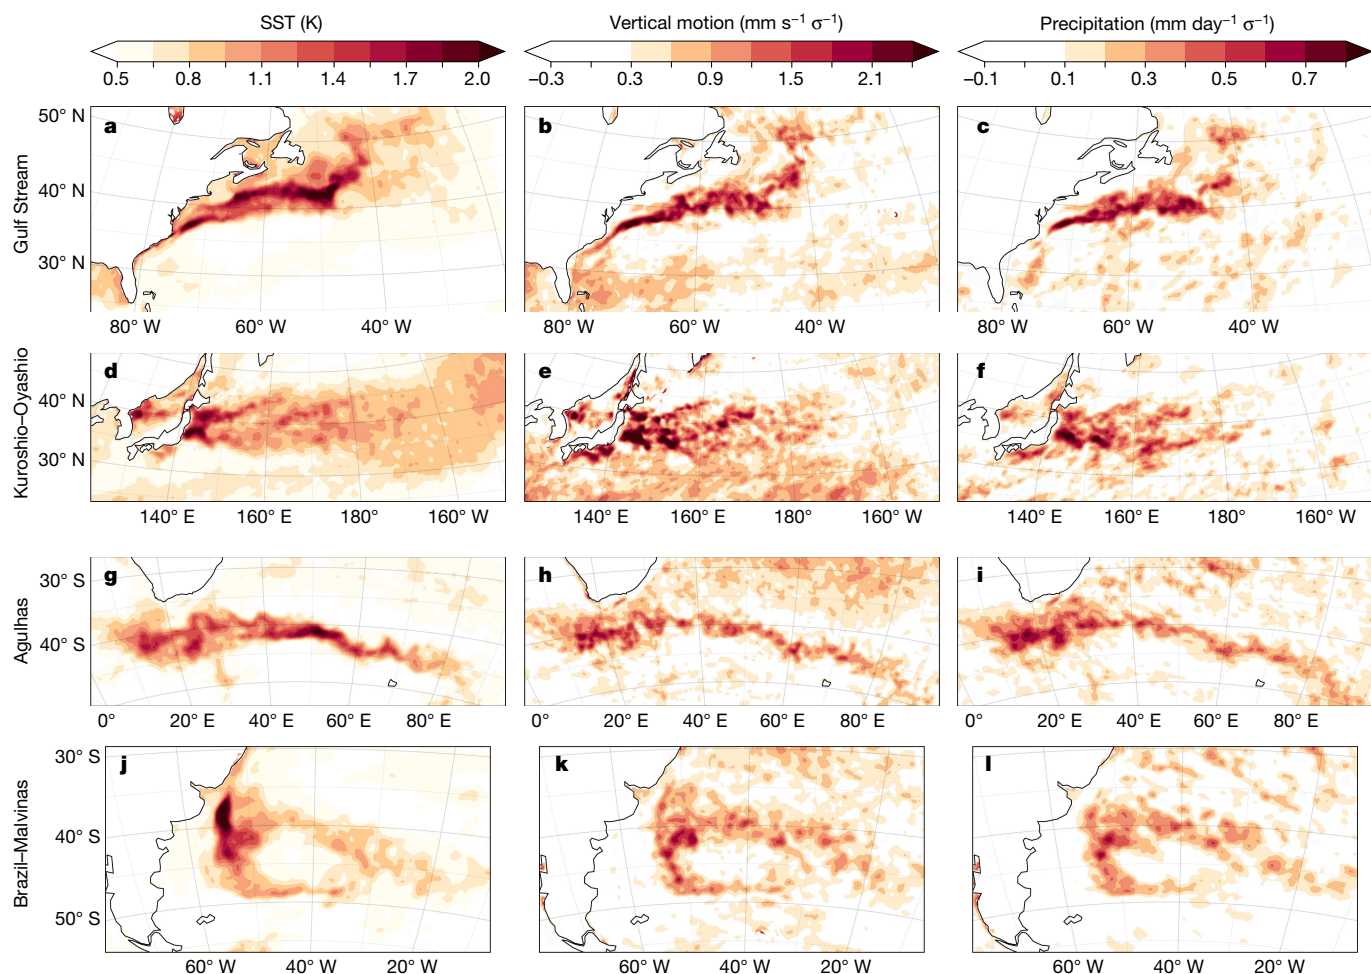 SST (K)
Vertical motion (mm s⁻¹ σ⁻¹)
Precipitation (mm day⁻¹ σ⁻¹)
0.5 0.8 1.1 1.4 1.7 2.0
−0.3 0.3 0.9 1.5 2.1
−0.1 0.1 0.3 0.5 0.7
Gulf Stream
50° N
40° N
30° N
a
b
c
80° W 60° W 40° W
80° W 60° W 40° W
80° W 60° W 40° W
Kuroshio–Oyashio
40° N
30° N
d
e
f
140° E 160° E 180° 160° W
140° E 160° E 180° 160° W
140° E 160° E 180° 160° W
Agulhas
30° S
40° S
g
h
i
0° 20° E 40° E 60° E 80° E
0° 20° E 40° E 60° E 80° E
0° 20° E 40° E 60° E 80° E
Brazil–Malvinas
30° S
40° S
50° S
j
k
l
60° W 40° W 20° W
60° W 40° W 20° W
60° W 40° W 20° W